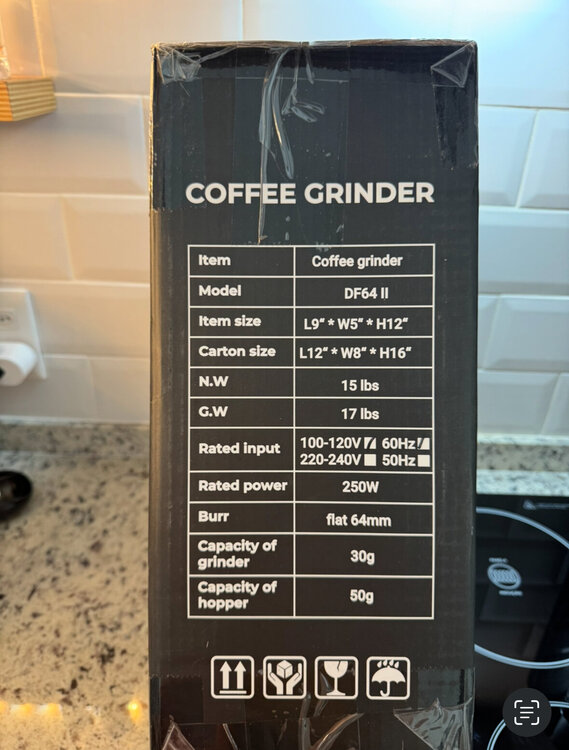 COFFEE GRINDER
Item Coffee grinder
Model DF64 II
Item size L9“ * W5“ * H12“
Carton size L12“ * W8“ * H16“
N.W 15 lbs
G.W 17 lbs
Rated input 100-120V 60Hz
220-240V 50Hz
Rated power 250W
Burr flat 64mm
Capacity of
grinder 30g
Capacity of
hopper 50g